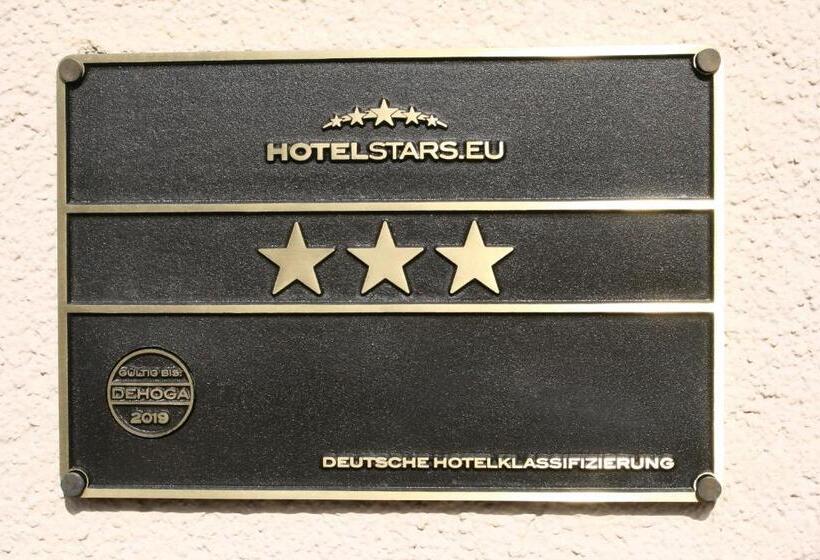 HOTELSTARS.EU
GÜLTIG BIS:
DEHOGA
2019
DEUTSCHE HOTELKLASSIFIZIERUNG